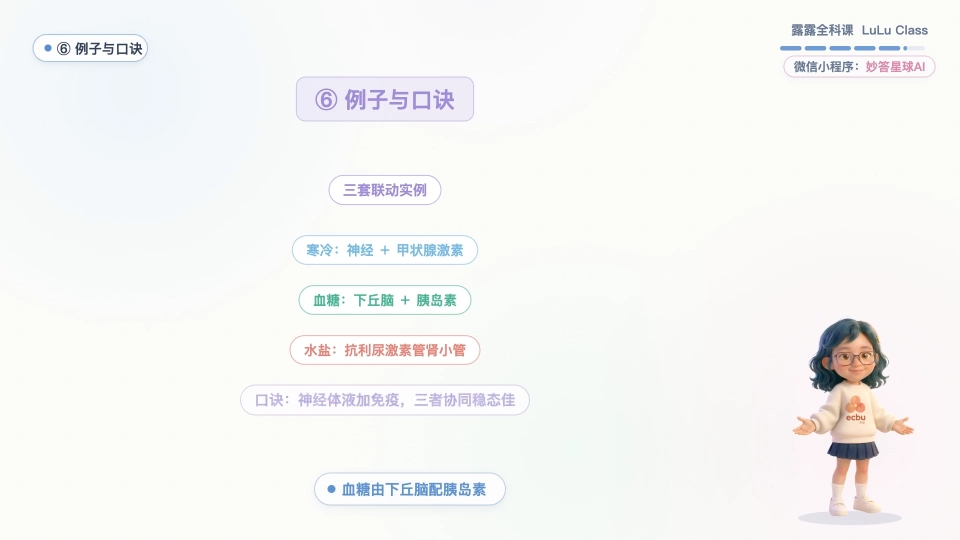 ⑥ 例子与口诀
露露全科课 LuLu Class
微信小程序：妙答星球AI
⑥ 例子与口诀
三套联动实例
寒冷：神经 ＋ 甲状腺激素
血糖：下丘脑 ＋ 胰岛素
水盐：抗利尿激素管肾小管
口诀：神经体液加免疫，三者协同稳态佳
ecbu
血糖由下丘脑配胰岛素